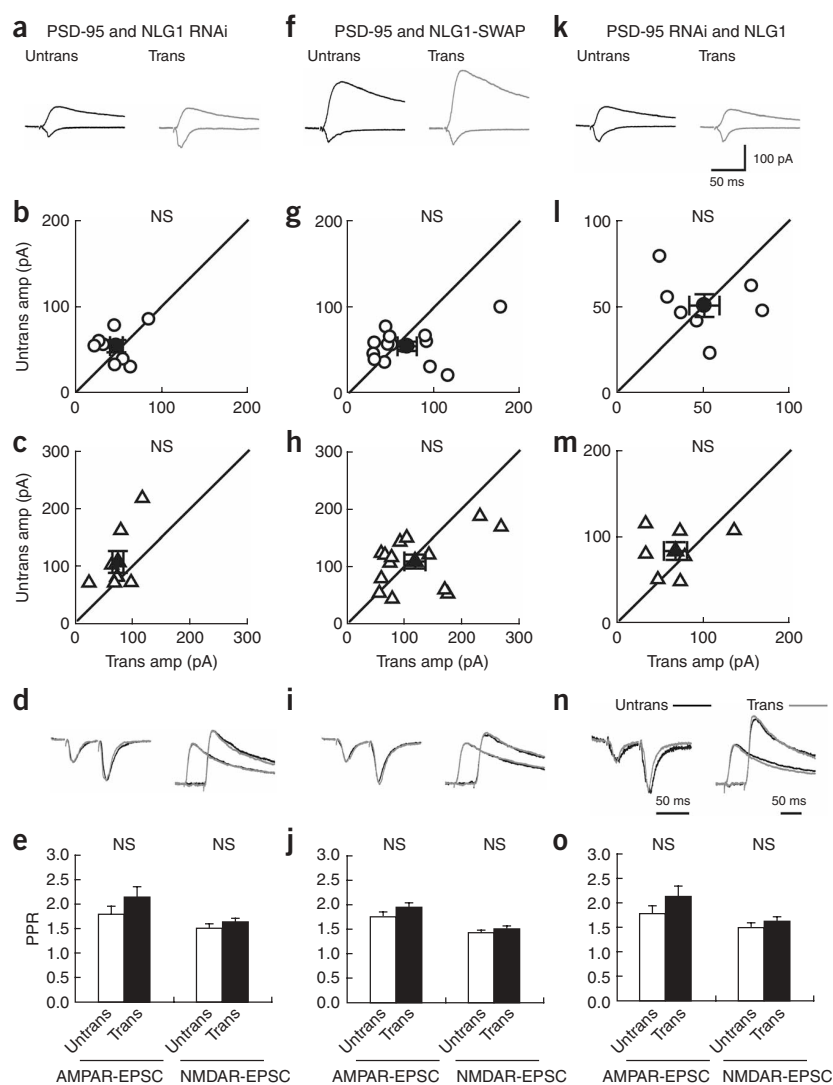 a PSD-95 and NLG1 RNAi
f PSD-95 and NLG1-SWAP
k PSD-95 RNAi and NLG1
Untrans Trans
Untrans Trans
Untrans Trans
100 pA
50 ms
b NS
g NS
l NS
Untrans amp (pA)
200
100
0
0 100 200
200
100
0
0 100 200
100
50
0
0 50 100
c NS
h NS
m NS
Untrans amp (pA)
300
200
100
0
0 100 200 300
300
200
100
0
0 100 200 300
200
100
0
0 100 200
Trans amp (pA)
Trans amp (pA)
Trans amp (pA)
d
i
n Untrans Trans
50 ms 50 ms
e NS NS
j NS NS
o NS NS
PPR
3.0
2.5
2.0
1.5
1.0
0.5
0.0
3.0
2.5
2.0
1.5
1.0
0.5
0.0
3.0
2.5
2.0
1.5
1.0
0.5
0.0
Untrans Trans Untrans Trans
Untrans Trans Untrans Trans
Untrans Trans Untrans Trans
AMPAR-EPSC NMDAR-EPSC
AMPAR-EPSC NMDAR-EPSC
AMPAR-EPSC NMDAR-EPSC